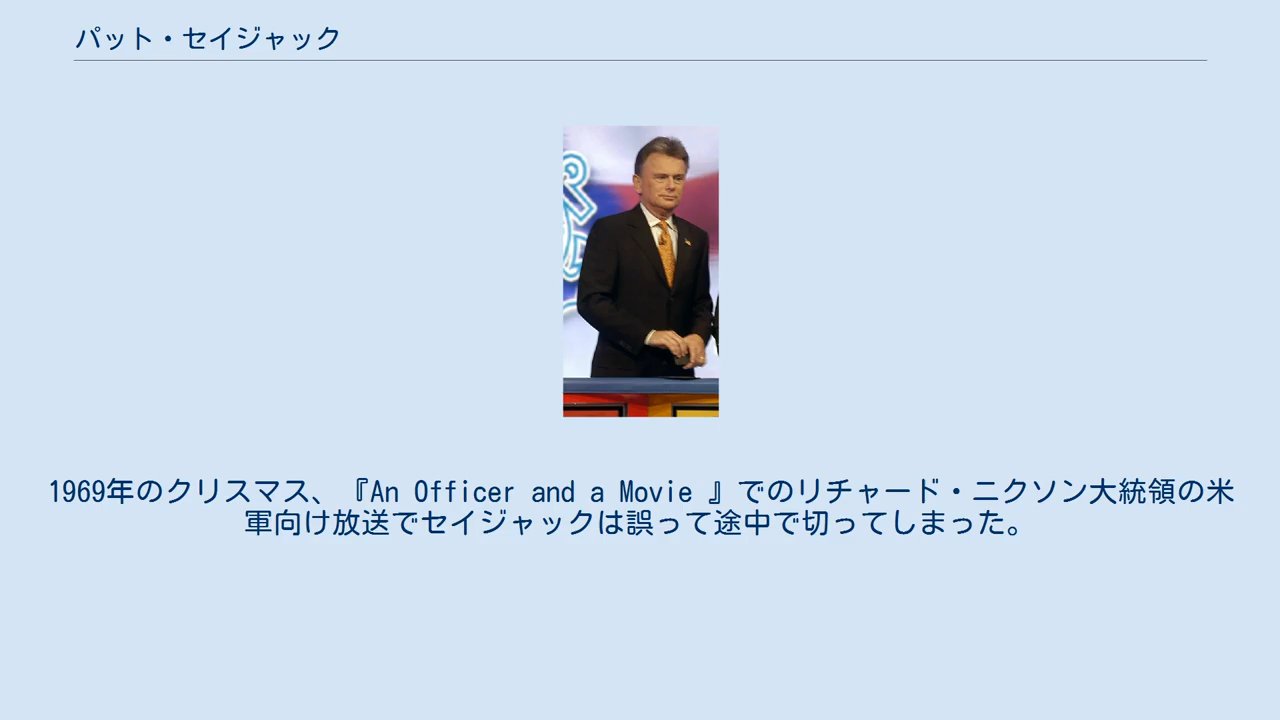 パット・セイジャック
1969年のクリスマス、『An Officer and a Movie 』でのリチャード・ニクソン大統領の米
軍向け放送でセイジャックは誤って途中で切ってしまった。